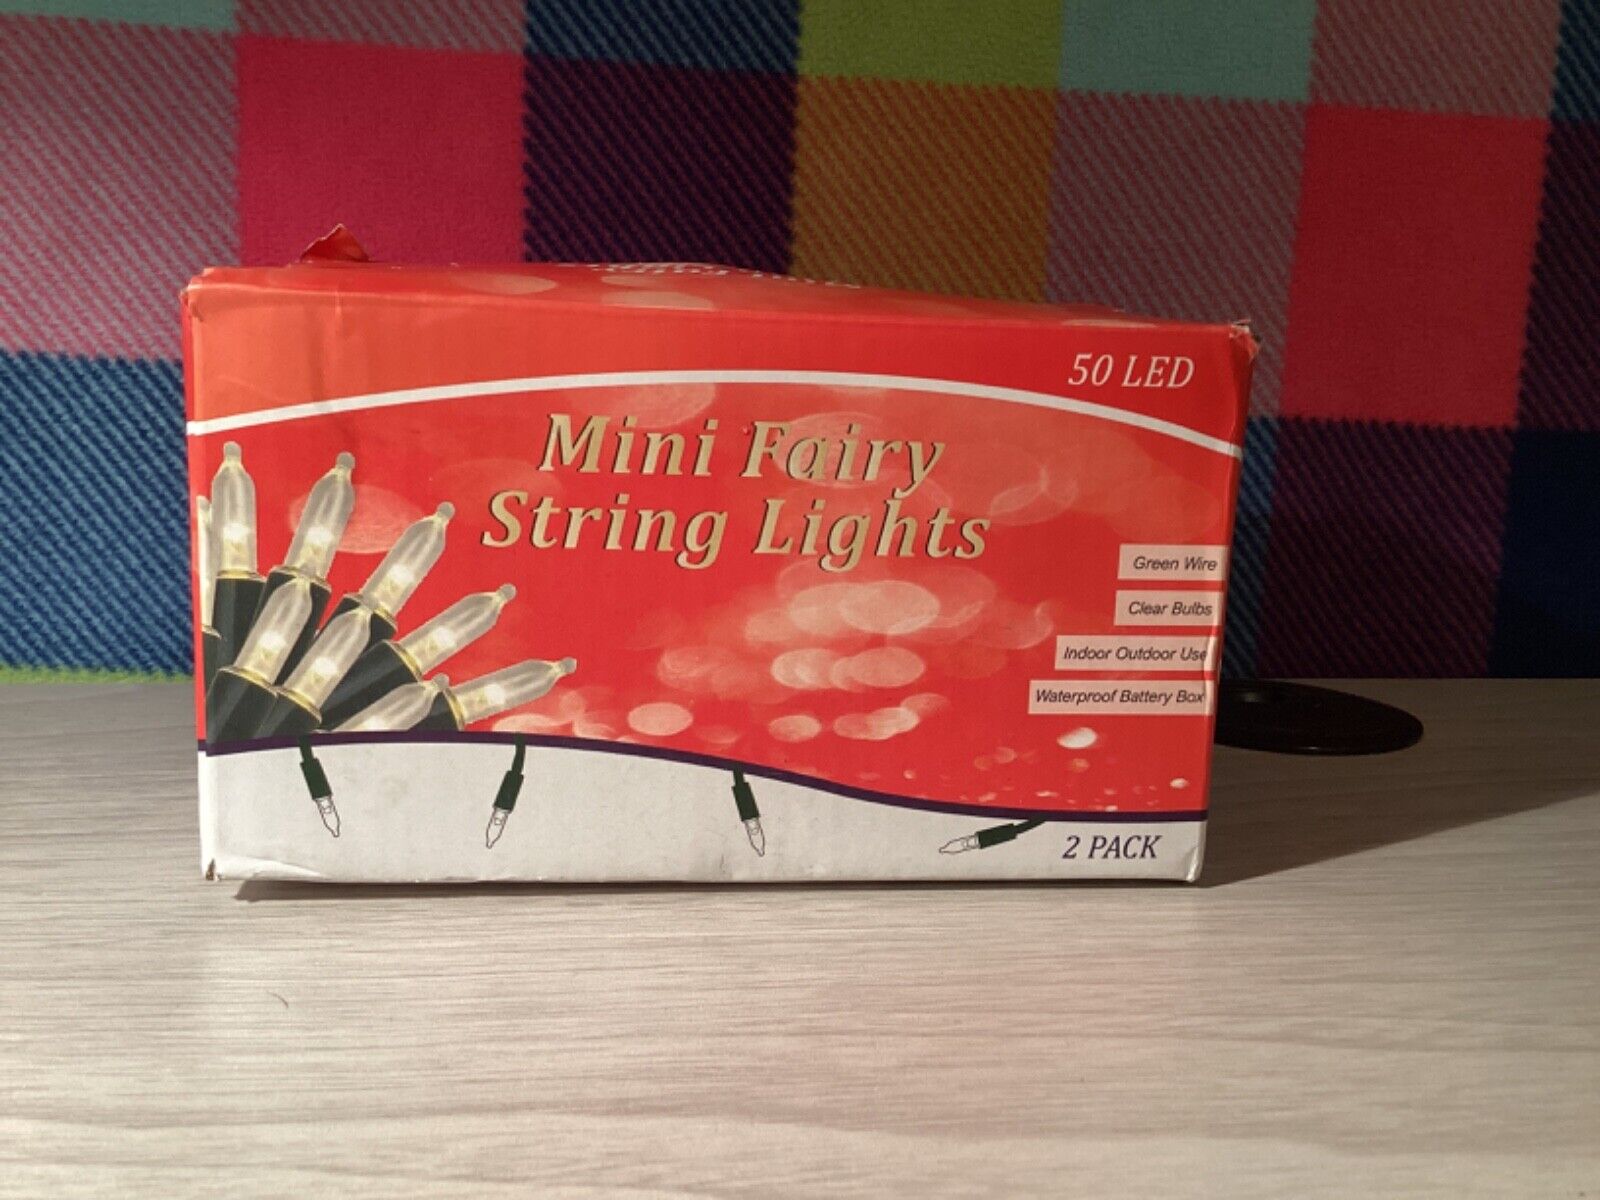 50 LED
Mini Fairy
String Lights
Green Wire
Clear Bulbs
Indoor Outdoor Use
Waterproof Battery Box
2 PACK